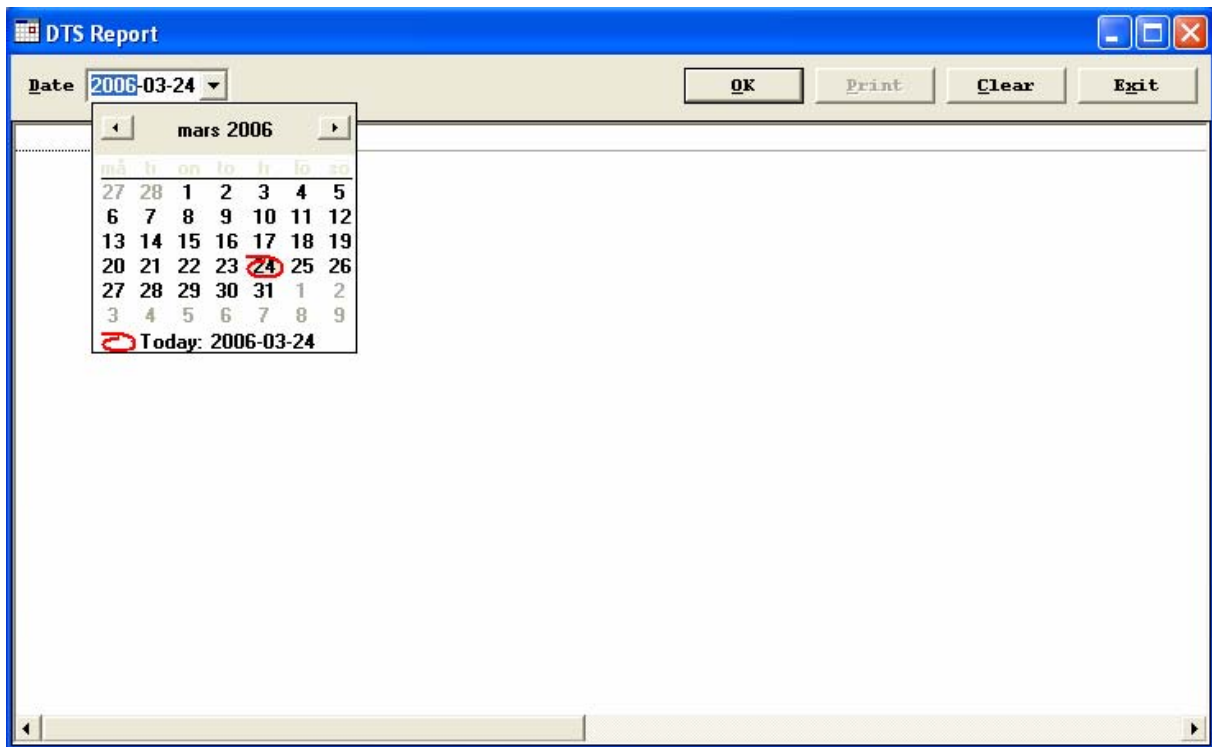 DTS Report
Date 2006-03-24 OK Print Clear Exit
mars 2006
må ti on to fr lö sö
27 28 1 2 3 4 5
6 7 8 9 10 11 12
13 14 15 16 17 18 19
20 21 22 23 24 25 26
27 28 29 30 31 1 2
3 4 5 6 7 8 9
Today: 2006-03-24